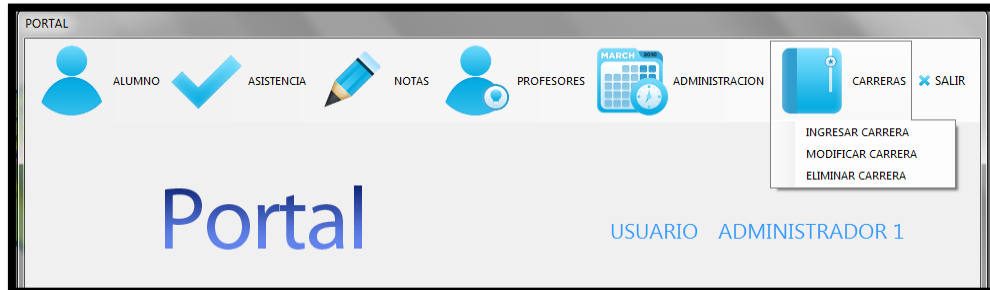 PORTAL
ALUMNO ASISTENCIA NOTAS PROFESORES MARCH 2010 ADMINISTRACION CARRERAS SALIR
INGRESAR CARRERA
MODIFICAR CARRERA
ELIMINAR CARRERA
Portal
USUARIO ADMINISTRADOR 1